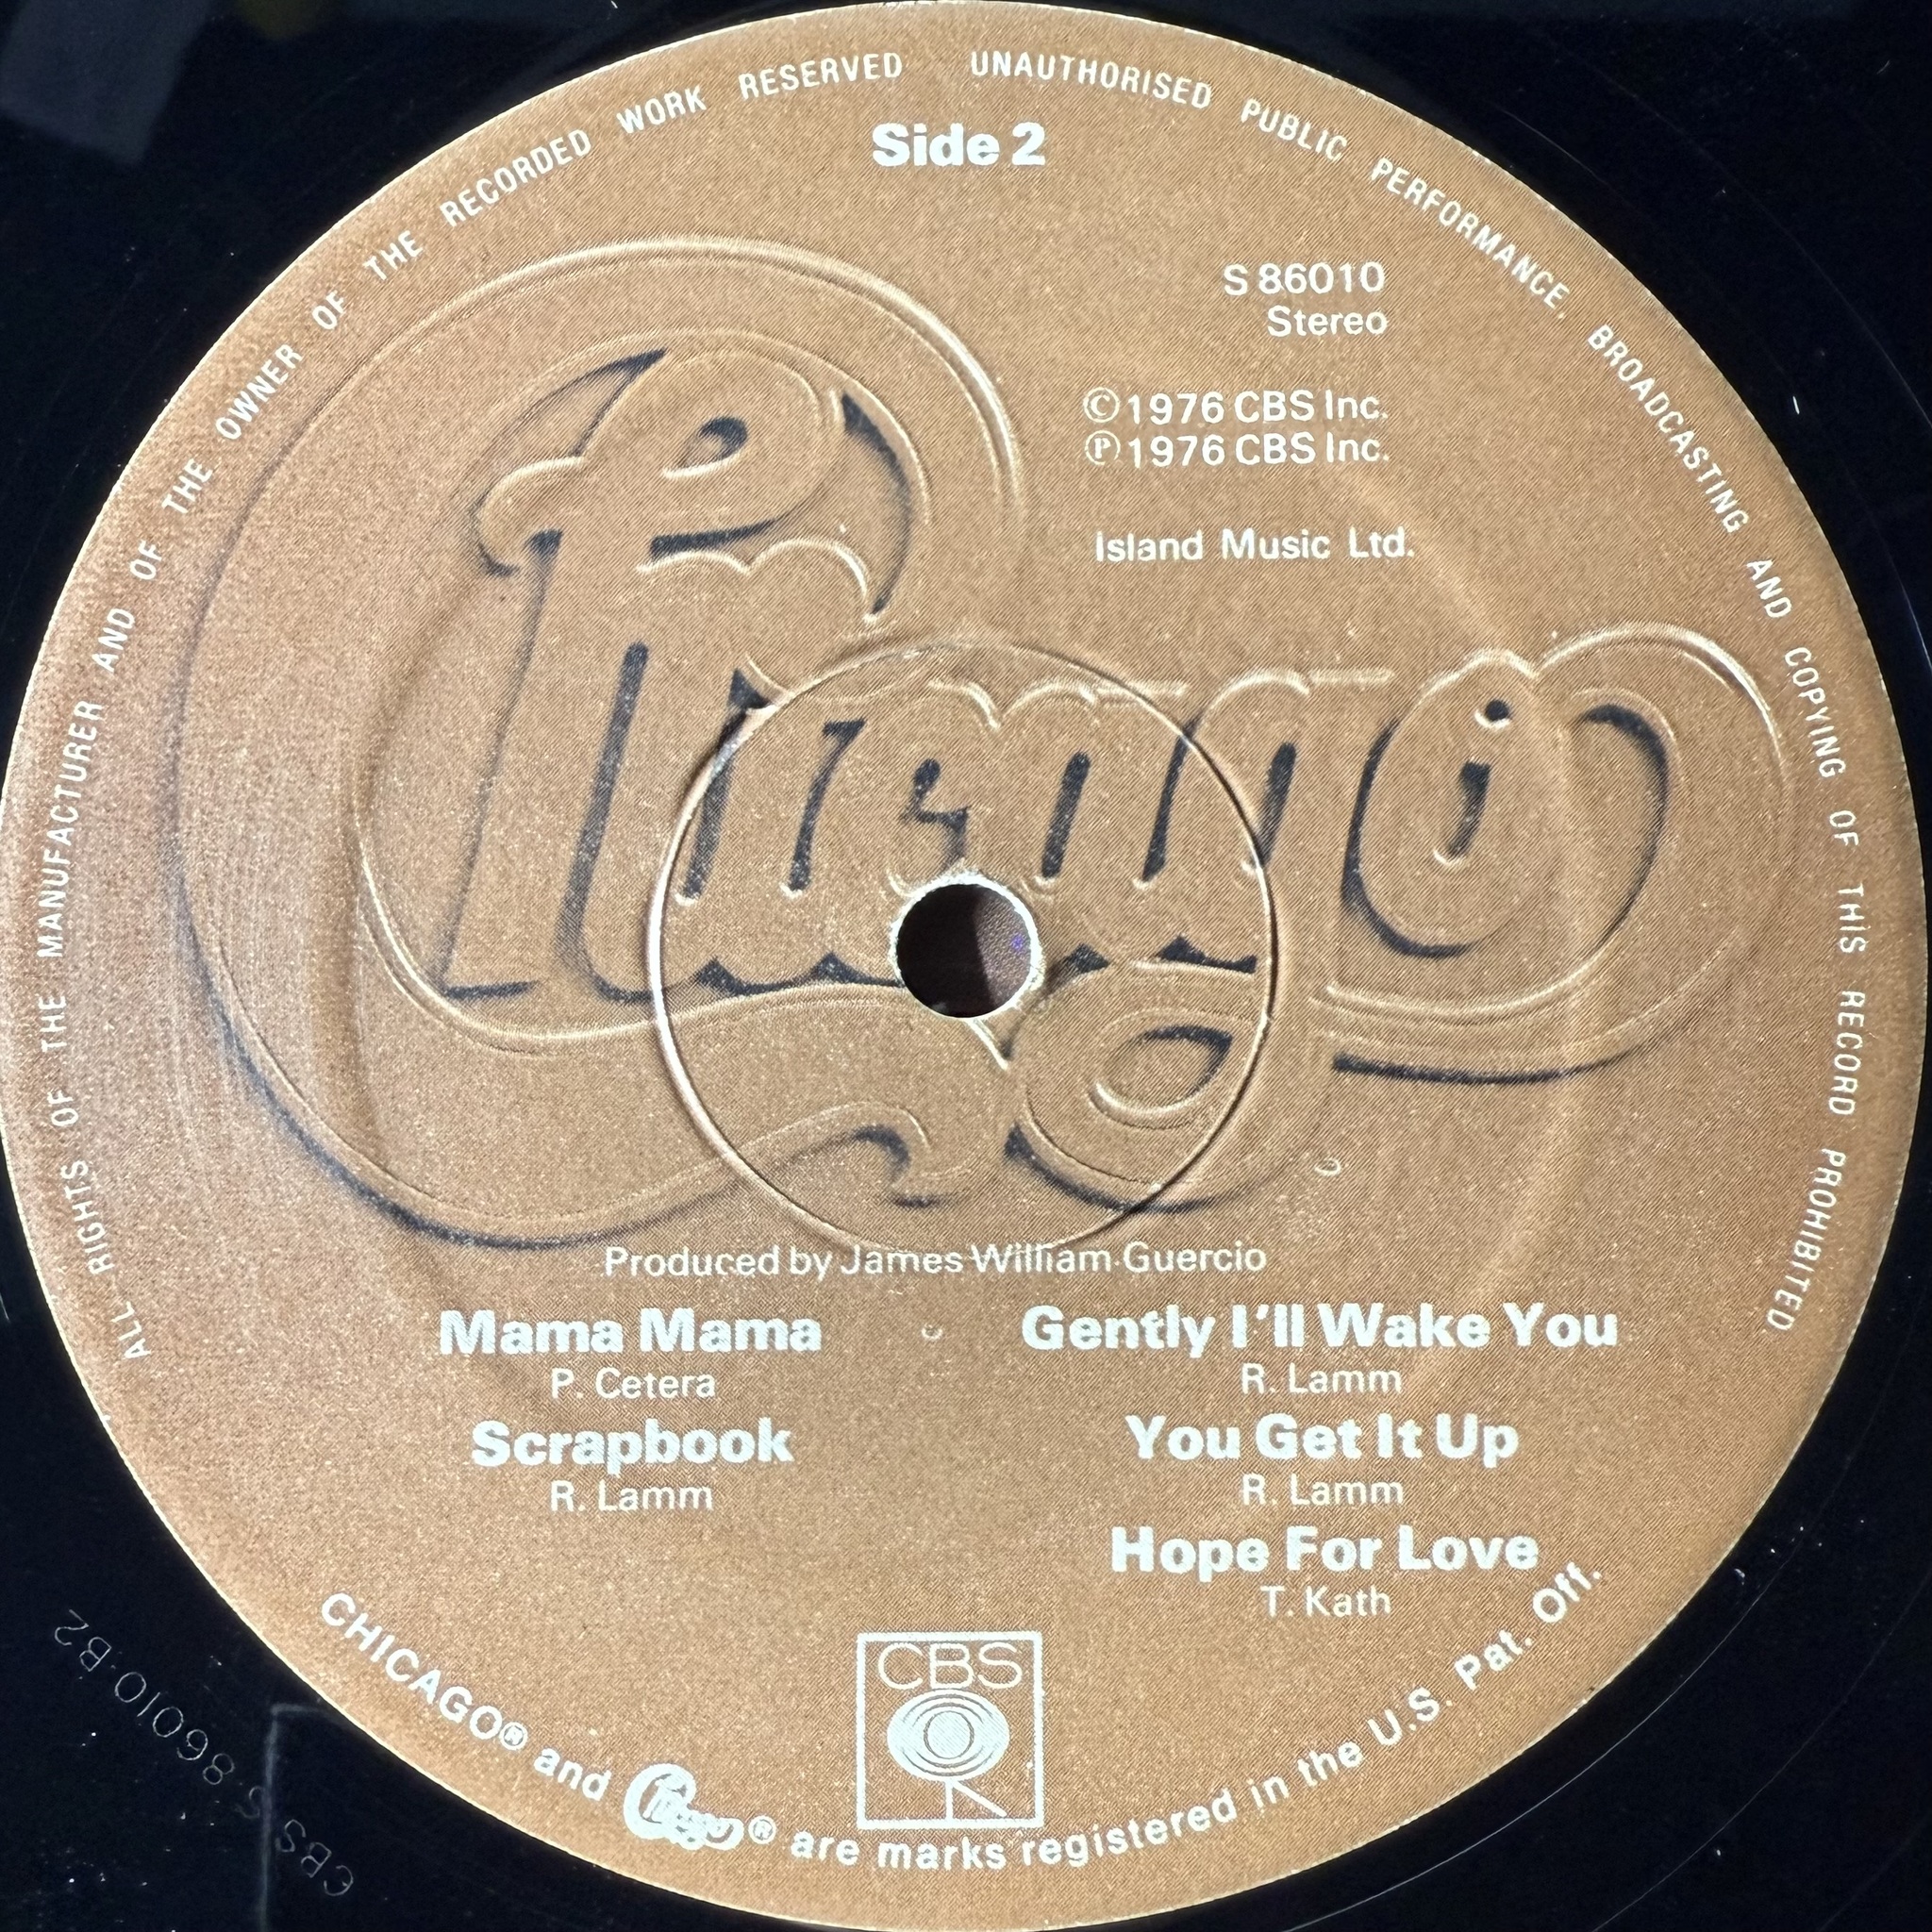 ALL RIGHTS OF THE MANUFACTURER AND OF THE OWNER OF THE RECORDED WORK RESERVED UNAUTHORISED PUBLIC PERFORMANCE, BROADCASTING AND COPYING OF THIS RECORD PROHIBITED
Side 2
S 86010
Stereo
© 1976 CBS Inc.
℗ 1976 CBS Inc.
Island Music Ltd.
Chicago
Produced by James William Guercio
Mama Mama
P. Cetera
Scrapbook
R. Lamm
Gently I'll Wake You
R. Lamm
You Get It Up
R. Lamm
Hope For Love
T. Kath
CBS
CHICAGO® and Chicago® are marks registered in the U.S. Pat. Off.
CBS·S·86010·B2